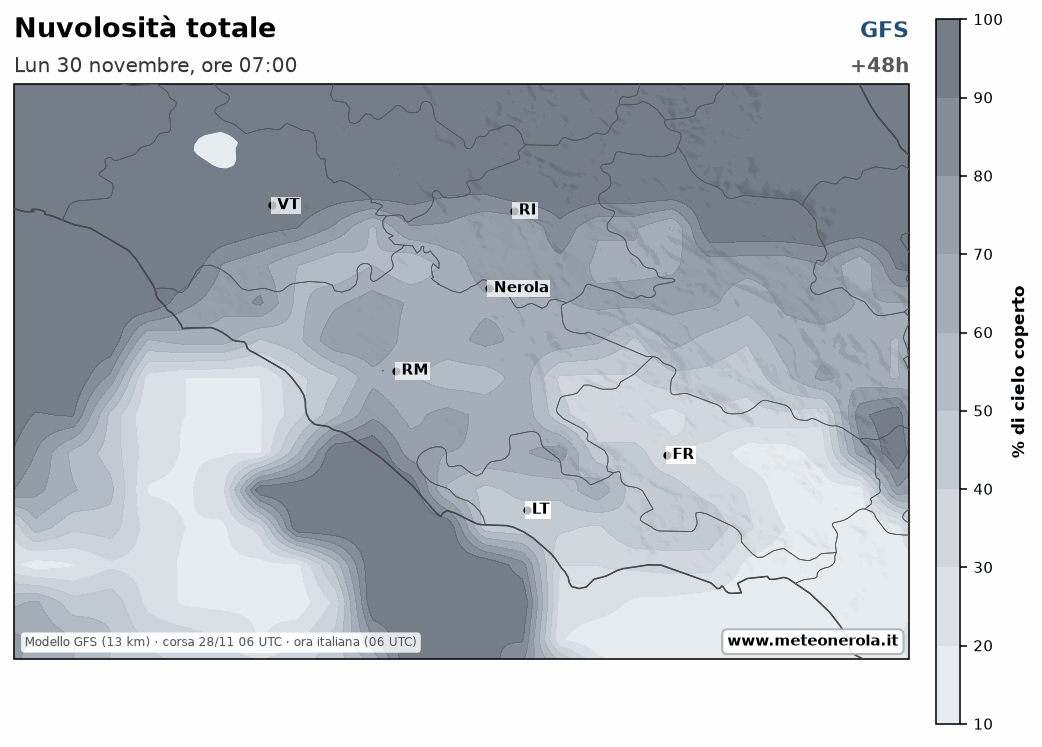 Nuvolosità totale
GFS
Lun 30 novembre, ore 07:00
+48h
VT
RI
Nerola
RM
FR
LT
Modello GFS (13 km) · corsa 28/11 06 UTC · ora italiana (06 UTC)
www.meteonerola.it
100
90
80
70
60
50
40
30
20
10
% di cielo coperto